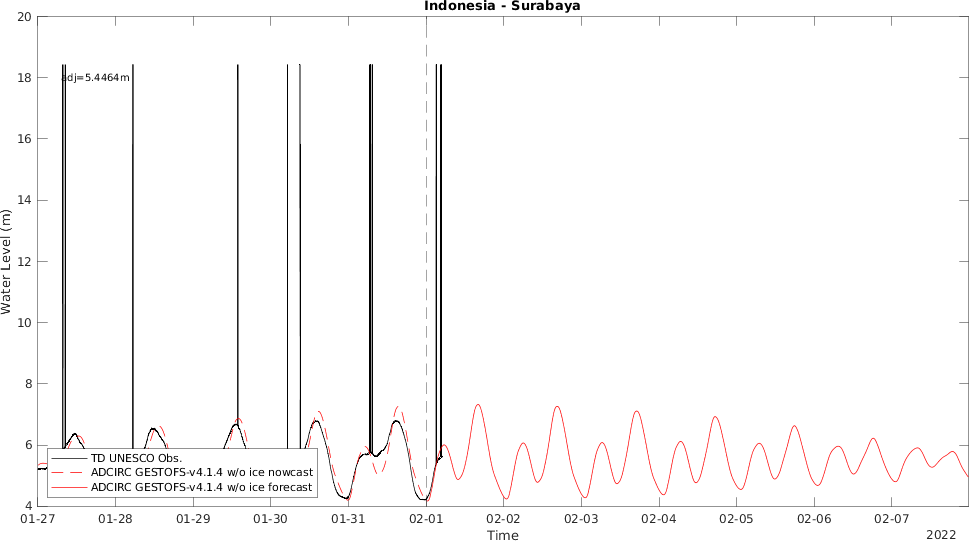 Indonesia - Surabaya
20
18
16
14
12
10
8
6
4
Water Level (m)
adj=5.4464m
TD UNESCO Obs.
ADCIRC GESTOFS-v4.1.4 w/o ice nowcast
ADCIRC GESTOFS-v4.1.4 w/o ice forecast
01-27 01-28 01-29 01-30 01-31 02-01 02-02 02-03 02-04 02-05 02-06 02-07
Time
2022